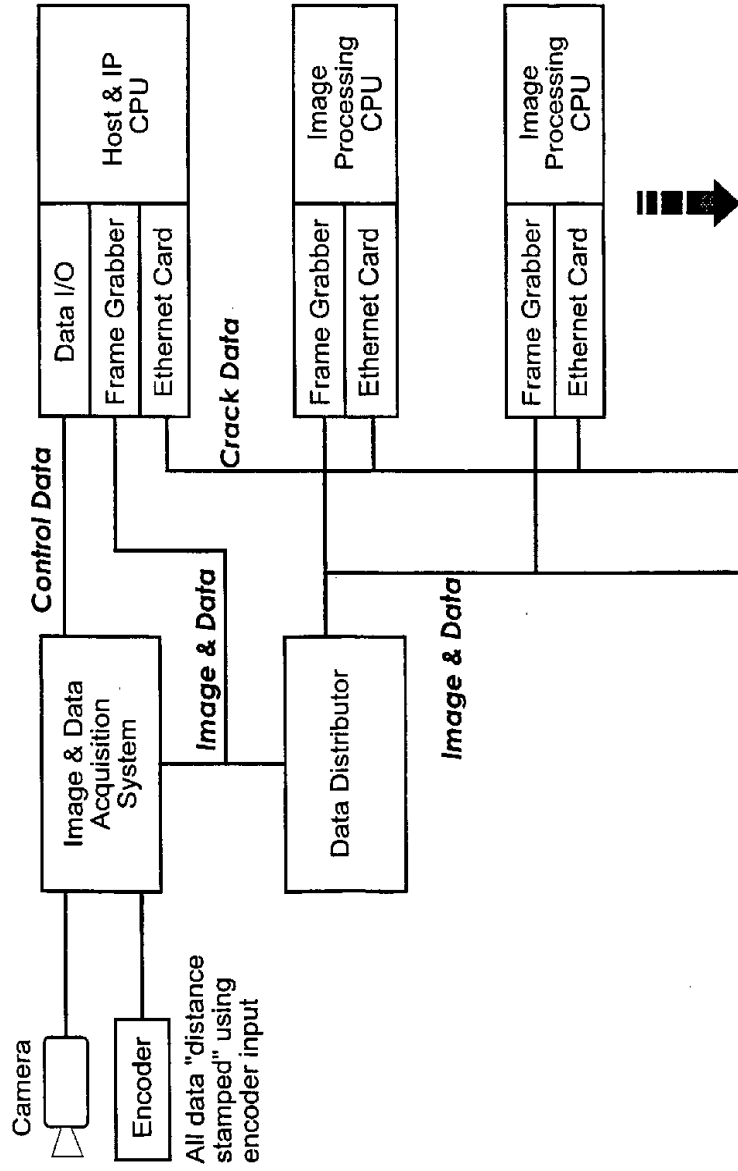 Camera
Encoder
All data "distance
stamped" using
encoder input
Image & Data
Acquisition
System
Control Data
Data I/O
Frame Grabber
Ethernet Card
Host & IP
CPU
Image & Data
Crack Data
Data Distributor
Image & Data
Frame Grabber
Ethernet Card
Image
Processing
CPU
Frame Grabber
Ethernet Card
Image
Processing
CPU